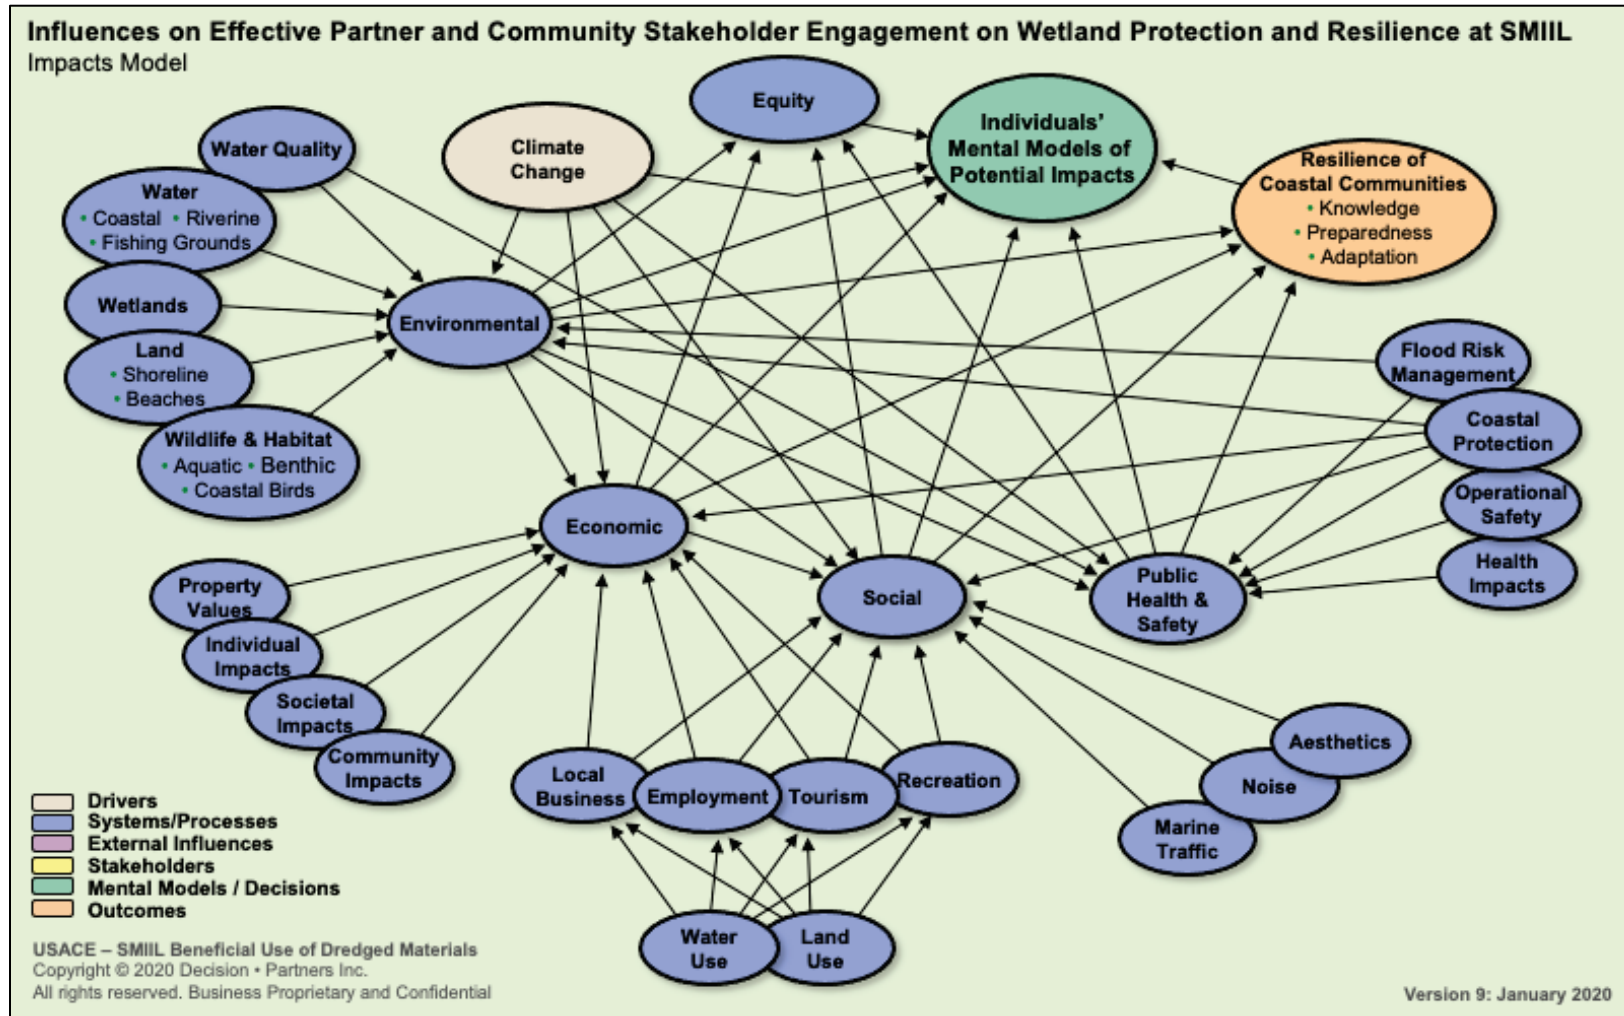 Influences on Effective Partner and Community Stakeholder Engagement on Wetland Protection and Resilience at SMIIL
Impacts Model
Equity
Climate
Change
Individuals'
Mental Models of
Potential Impacts
Resilience of
Coastal Communities
• Knowledge
• Preparedness
• Adaptation
Water Quality
Water
• Coastal • Riverine
• Fishing Grounds
Wetlands
Land
• Shoreline
• Beaches
Wildlife & Habitat
• Aquatic • Benthic
• Coastal Birds
Environmental
Flood Risk
Management
Coastal
Protection
Operational
Safety
Health
Impacts
Economic
Social
Public
Health &
Safety
Property
Values
Individual
Impacts
Societal
Impacts
Community
Impacts
Local
Business
Employment
Tourism
Recreation
Aesthetics
Noise
Marine
Traffic
Water
Use
Land
Use
Drivers
Systems/Processes
External Influences
Stakeholders
Mental Models / Decisions
Outcomes
USACE – SMIIL Beneficial Use of Dredged Materials
Copyright © 2020 Decision • Partners Inc.
All rights reserved. Business Proprietary and Confidential
Version 9: January 2020